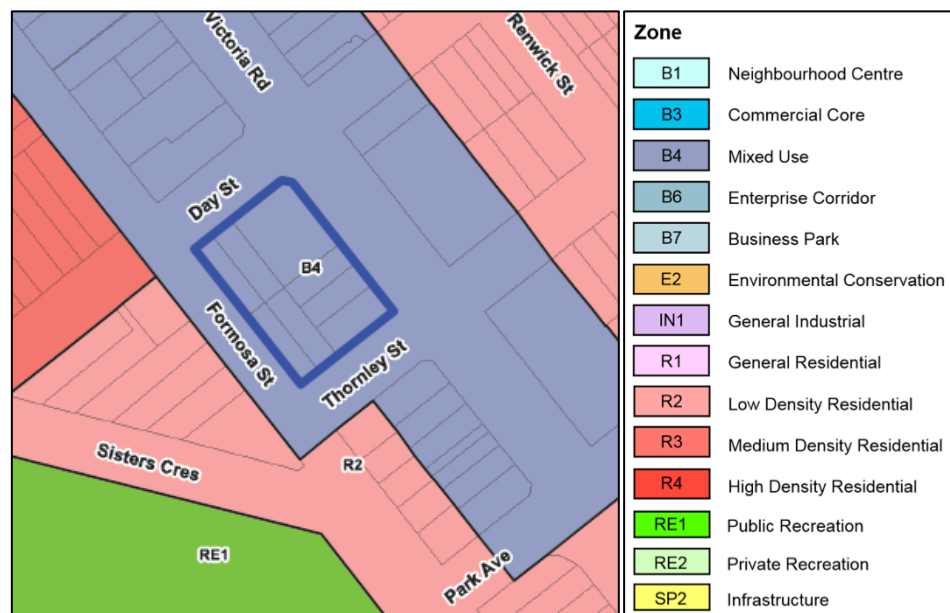 Victoria Rd
Renwick St
Day St
B4
Formosa St
Thornley St
Sisters Cres
R2
RE1
Park Ave
Zone
B1 Neighbourhood Centre
B3 Commercial Core
B4 Mixed Use
B6 Enterprise Corridor
B7 Business Park
E2 Environmental Conservation
IN1 General Industrial
R1 General Residential
R2 Low Density Residential
R3 Medium Density Residential
R4 High Density Residential
RE1 Public Recreation
RE2 Private Recreation
SP2 Infrastructure